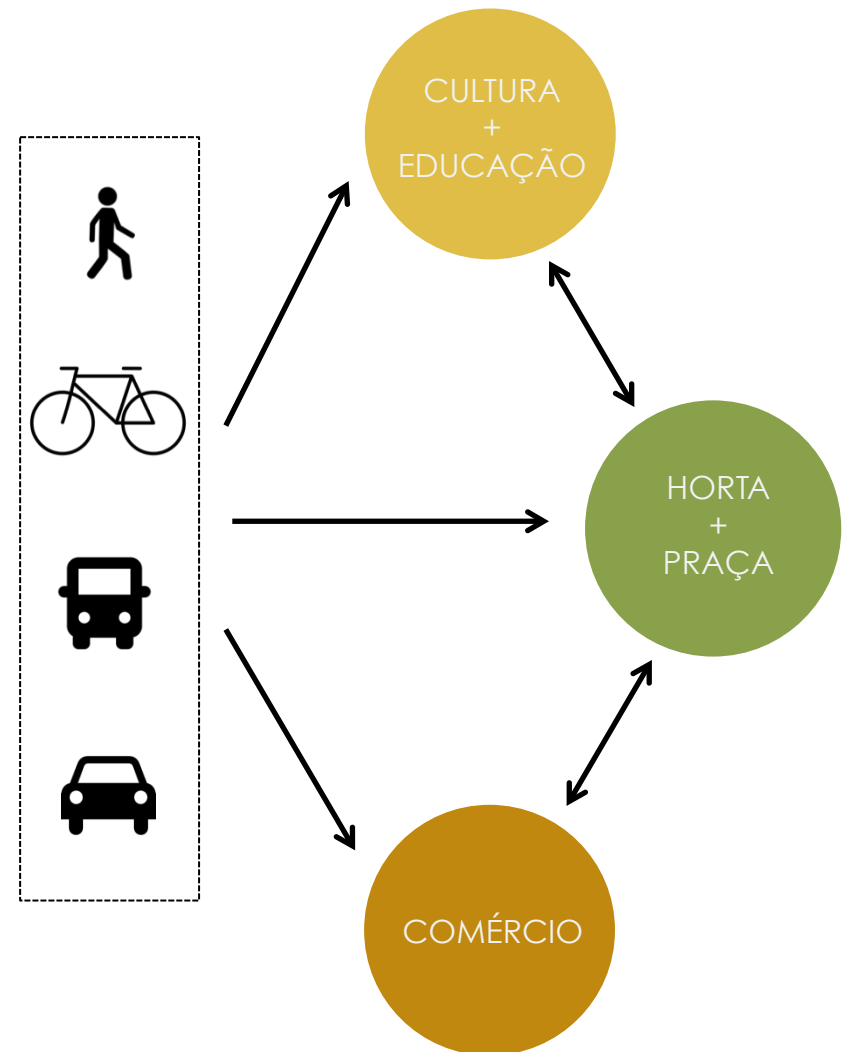 CULTURA
+
EDUCAÇÃO
HORTA
+
PRAÇA
COMÉRCIO